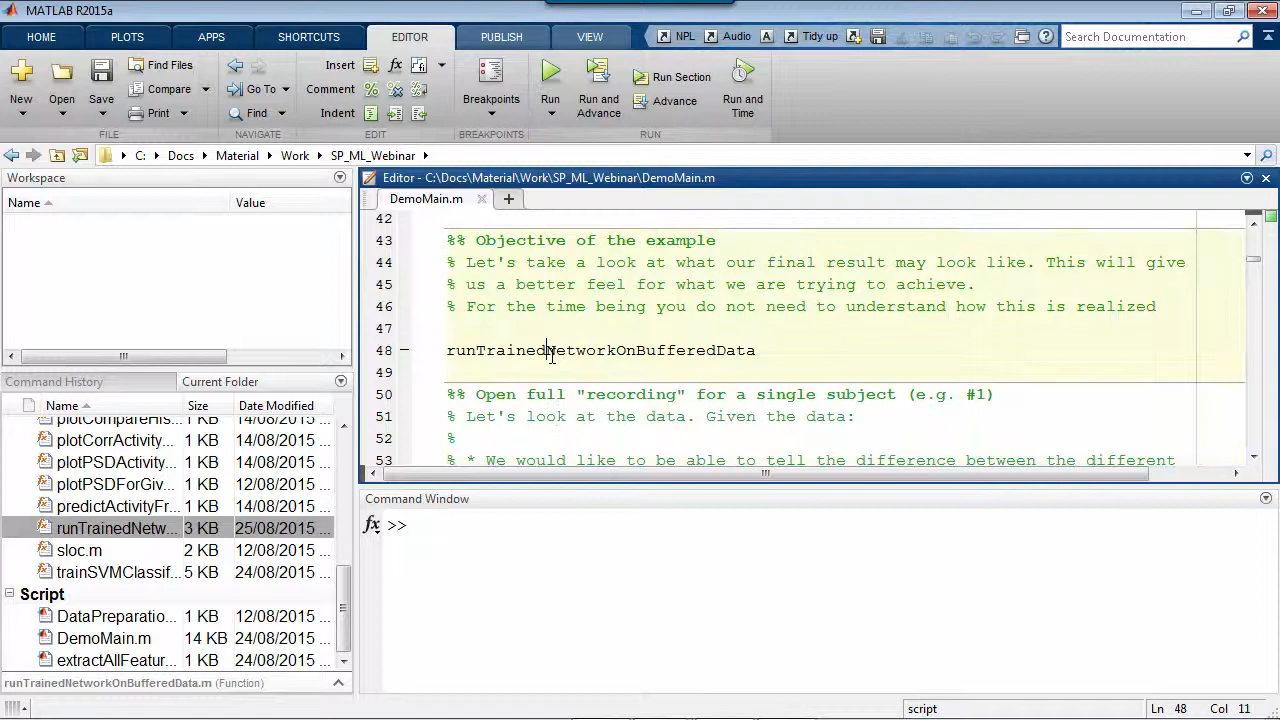 MATLAB R2015a
HOME PLOTS APPS SHORTCUTS EDITOR PUBLISH VIEW NPL Audio A Tidy up Search Documentation
New Open Save Find Files Compare Print Go To Find Insert fx Comment Indent Breakpoints Run Run and Advance Run Section Advance Run and Time
FILE NAVIGATE EDIT BREAKPOINTS RUN
C: Docs Material Work SP_ML_Webinar
Workspace
Name Value
Editor - C:\Docs\Material\Work\SP_ML_Webinar\DemoMain.m
DemoMain.m
42
43 %% Objective of the example
44 % Let's take a look at what our final result may look like. This will give
45 % us a better feel for what we are trying to achieve.
46 % For the time being you do not need to understand how this is realized
47
48 runTrainedNetworkOnBufferedData
49
50 %% Open full "recording" for a single subject (e.g. #1)
51 % Let's look at the data. Given the data:
52 %
53 % * We would like to be able to tell the difference between the different
Command History Current Folder
Name Size Date Modified
plotCompareHis... 14/08/2015 ...
plotCorrActivity... 14/08/2015 ...
plotPSDActivity... 14/08/2015 ...
plotPSDForGiv... 12/08/2015 ...
predictActivityFr... 14/08/2015 ...
runTrainedNetw... 3 KB 25/08/2015 ...
sloc.m 2 KB 12/08/2015 ...
trainSVMClassif... 5 KB 24/08/2015 ...
Script
DataPreparatio... 1 KB 12/08/2015 ...
DemoMain.m 14 KB 24/08/2015 ...
extractAllFeatur... 1 KB 24/08/2015 ...
runTrainedNetworkOnBufferedData.m (Function)
Command Window
fx >>
script Ln 48 Col 11